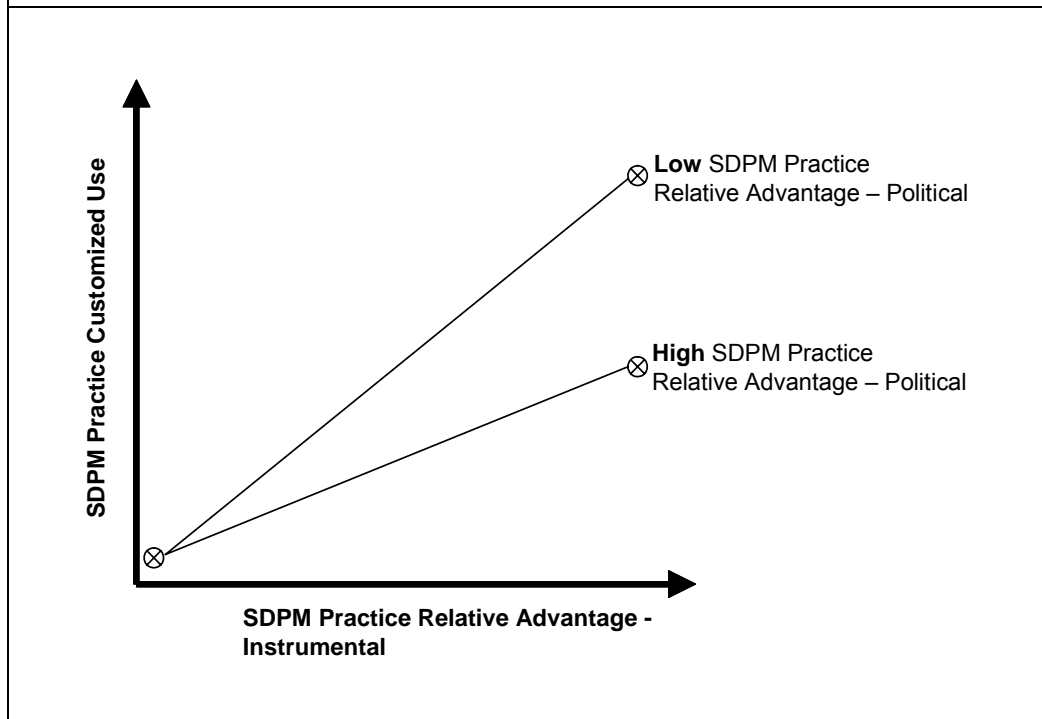 SDPM Practice Customized Use
Low SDPM Practice
Relative Advantage – Political
High SDPM Practice
Relative Advantage – Political
SDPM Practice Relative Advantage -
Instrumental